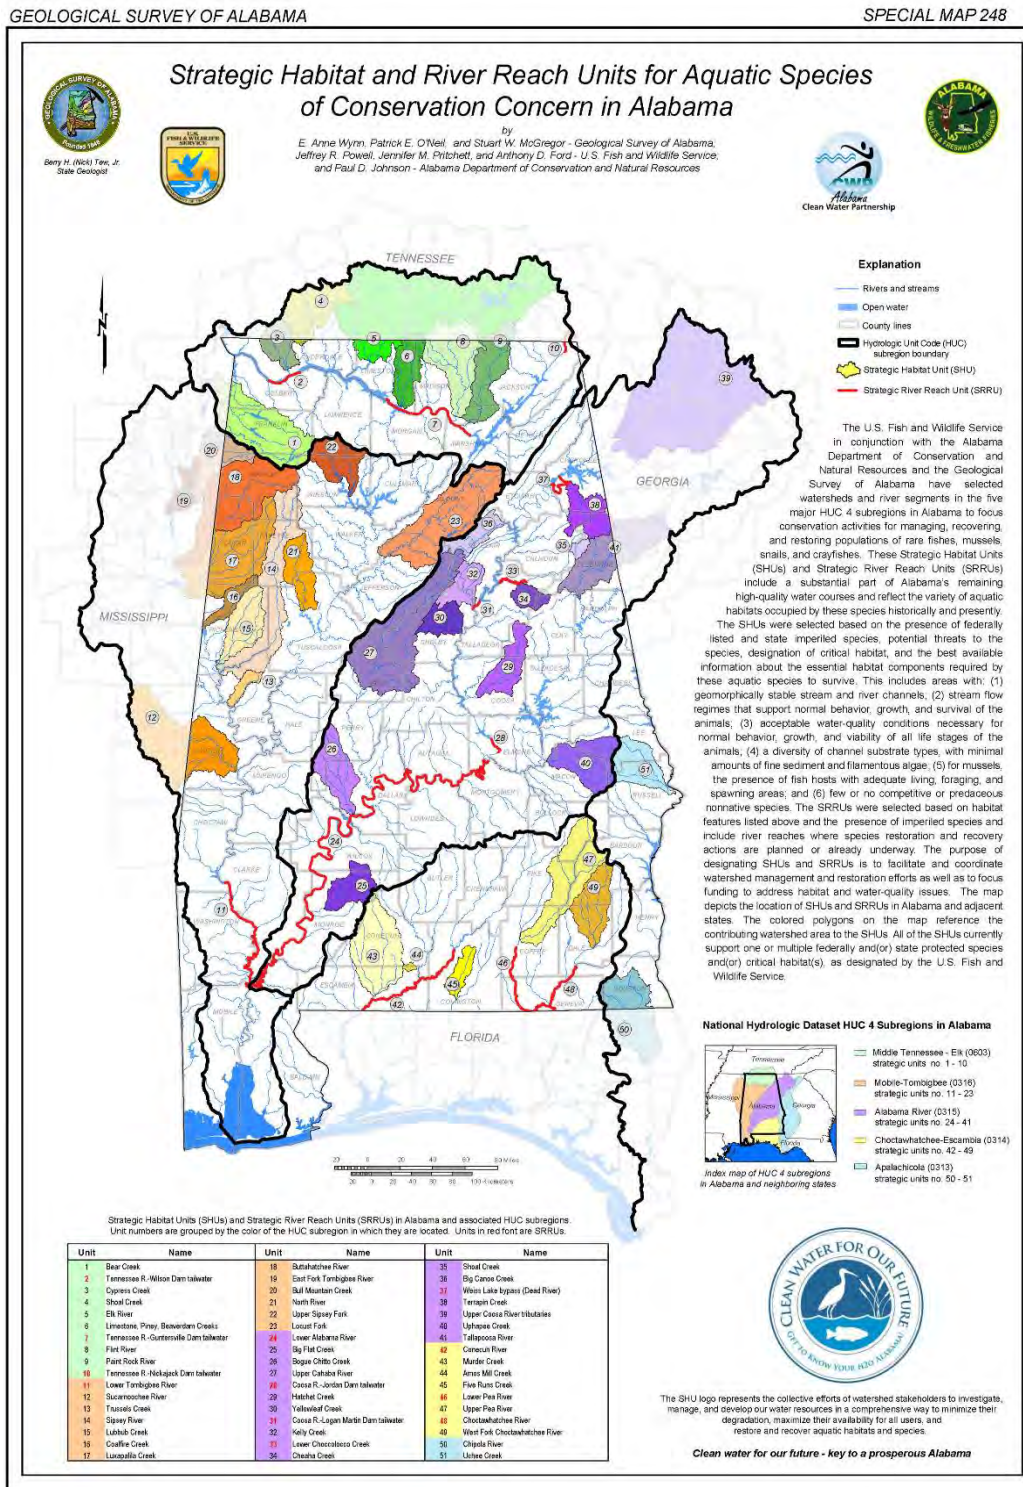 GEOLOGICAL SURVEY OF ALABAMA
SPECIAL MAP 248
Strategic Habitat and River Reach Units for Aquatic Species
of Conservation Concern in Alabama
by
E. Anne Wynn, Patrick E. O'Neil, and Stuart W. McGregor - Geological Survey of Alabama;
Jeffrey R. Powell, Jennifer M. Pritchett, and Anthony D. Ford - U.S. Fish and Wildlife Service;
and Paul D. Johnson - Alabama Department of Conservation and Natural Resources
Berry H. (Nick) Tew, Jr.
State Geologist
U.S.
FISH & WILDLIFE
SERVICE
ALABAMA
WILDLIFE & FRESHWATER FISHERIES
CWP
Alabama
Clean Water Partnership
TENNESSEE
GEORGIA
MISSISSIPPI
FLORIDA
Explanation
Rivers and streams
Open water
County lines
Hydrologic Unit Code (HUC)
subregion boundary
Strategic Habitat Unit (SHU)
Strategic River Reach Unit (SRRU)
The U.S. Fish and Wildlife Service
in conjunction with the Alabama
Department of Conservation and
Natural Resources and the Geological
Survey of Alabama have selected
watersheds and river segments in the five
major HUC 4 subregions in Alabama to focus
conservation activities for managing, recovering,
and restoring populations of rare fishes, mussels,
snails, and crayfishes. These Strategic Habitat Units
(SHUs) and Strategic River Reach Units (SRRUs)
include a substantial part of Alabama's remaining
high-quality water courses and reflect the variety of aquatic
habitats occupied by these species historically and presently.
The SHUs were selected based on the presence of federally
listed and state imperiled species, potential threats to the
species, designation of critical habitat, and the best available
information about the essential habitat components required by
these aquatic species to survive. This includes areas with: (1)
geomorphically stable stream and river channels; (2) stream flow
regimes that support normal behavior, growth, and survival of the
animals; (3) acceptable water-quality conditions necessary for
normal behavior, growth, and viability of all life stages of the
animals; (4) a diversity of channel substrate types, with minimal
amounts of fine sediment and filamentous algae; (5) for mussels,
the presence of fish hosts with adequate living, foraging, and
spawning areas; and (6) few or no competitive or predaceous
nonnative species. The SRRUs were selected based on habitat
features listed above and the presence of imperiled species and
include river reaches where species restoration and recovery
actions are planned or already underway. The purpose of
designating SHUs and SRRUs is to facilitate and coordinate
watershed management and restoration efforts as well as to focus
funding to address habitat and water-quality issues. The map
depicts the location of SHUs and SRRUs in Alabama and adjacent
states. The colored polygons on the map reference the
contributing watershed area to the SHUs. All of the SHUs currently
support one or multiple federally and(or) state protected species
and(or) critical habitat(s), as designated by the U.S. Fish and
Wildlife Service.
National Hydrologic Dataset HUC 4 Subregions in Alabama
Tennessee
Mississippi
Alabama
Georgia
Florida
Index map of HUC 4 subregions
in Alabama and neighboring states
Middle Tennessee - Elk (0603)
strategic units no. 1 - 10
Mobile-Tombigbee (0316)
strategic units no. 11 - 23
Alabama River (0315)
strategic units no. 24 - 41
Choctawhatchee-Escambia (0314)
strategic units no. 42 - 49
Apalachicola (0313)
strategic units no. 50 - 51
Strategic Habitat Units (SHUs) and Strategic River Reach Units (SRRUs) in Alabama and associated HUC subregions.
Unit numbers are grouped by the color of the HUC subregion in which they are located. Units in red font are SRRUs.
Unit Name Unit Name Unit Name
1 Bear Creek 18 Buttahatchee River 35 Shoal Creek
2 Tennessee R.-Wilson Dam tailwater 19 East Fork Tombigbee River 36 Big Canoe Creek
3 Cypress Creek 20 Bull Mountain Creek 37 Weiss Lake bypass (Dead River)
4 Shoal Creek 21 North River 38 Terrapin Creek
5 Elk River 22 Upper Sipsey Fork 39 Upper Coosa River tributaries
6 Limestone, Piney, Beaverdam Creeks 23 Locust Fork 40 Uphapee Creek
7 Tennessee R.-Guntersville Dam tailwater 24 Lower Alabama River 41 Tallapoosa River
8 Flint River 25 Big Flat Creek 42 Conecuh River
9 Paint Rock River 26 Bogue Chitto Creek 43 Murder Creek
10 Tennessee R.-Nickajack Dam tailwater 27 Upper Cahaba River 44 Amos Mill Creek
11 Lower Tombigbee River 28 Coosa R.-Jordan Dam tailwater 45 Five Runs Creek
12 Sucarnoochee River 29 Hatchet Creek 46 Lower Pea River
13 Trussels Creek 30 Yellowleaf Creek 47 Upper Pea River
14 Sipsey River 31 Coosa R.-Logan Martin Dam tailwater 48 Choctawhatchee River
15 Lubbub Creek 32 Kelly Creek 49 West Fork Choctawhatchee River
16 Coalfire Creek 33 Lower Choccolocco Creek 50 Chipola River
17 Luxapallila Creek 34 Cheaha Creek 51 Uchee Creek
CLEAN WATER FOR OUR FUTURE
GET TO KNOW YOUR H2O ALABAMA!
The SHU logo represents the collective efforts of watershed stakeholders to investigate,
manage, and develop our water resources in a comprehensive way to minimize their
degradation, maximize their availability for all users, and
restore and recover aquatic habitats and species.
Clean water for our future - key to a prosperous Alabama